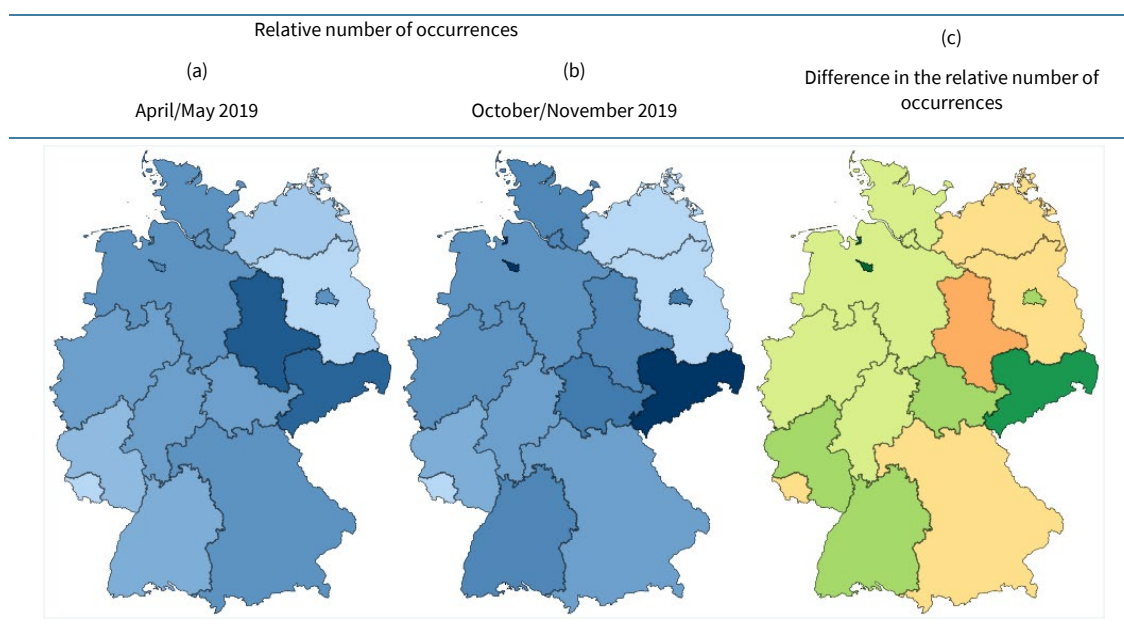 Relative number of occurrences
(a)
April/May 2019
(b)
October/November 2019
(c)
Difference in the relative number of
occurrences